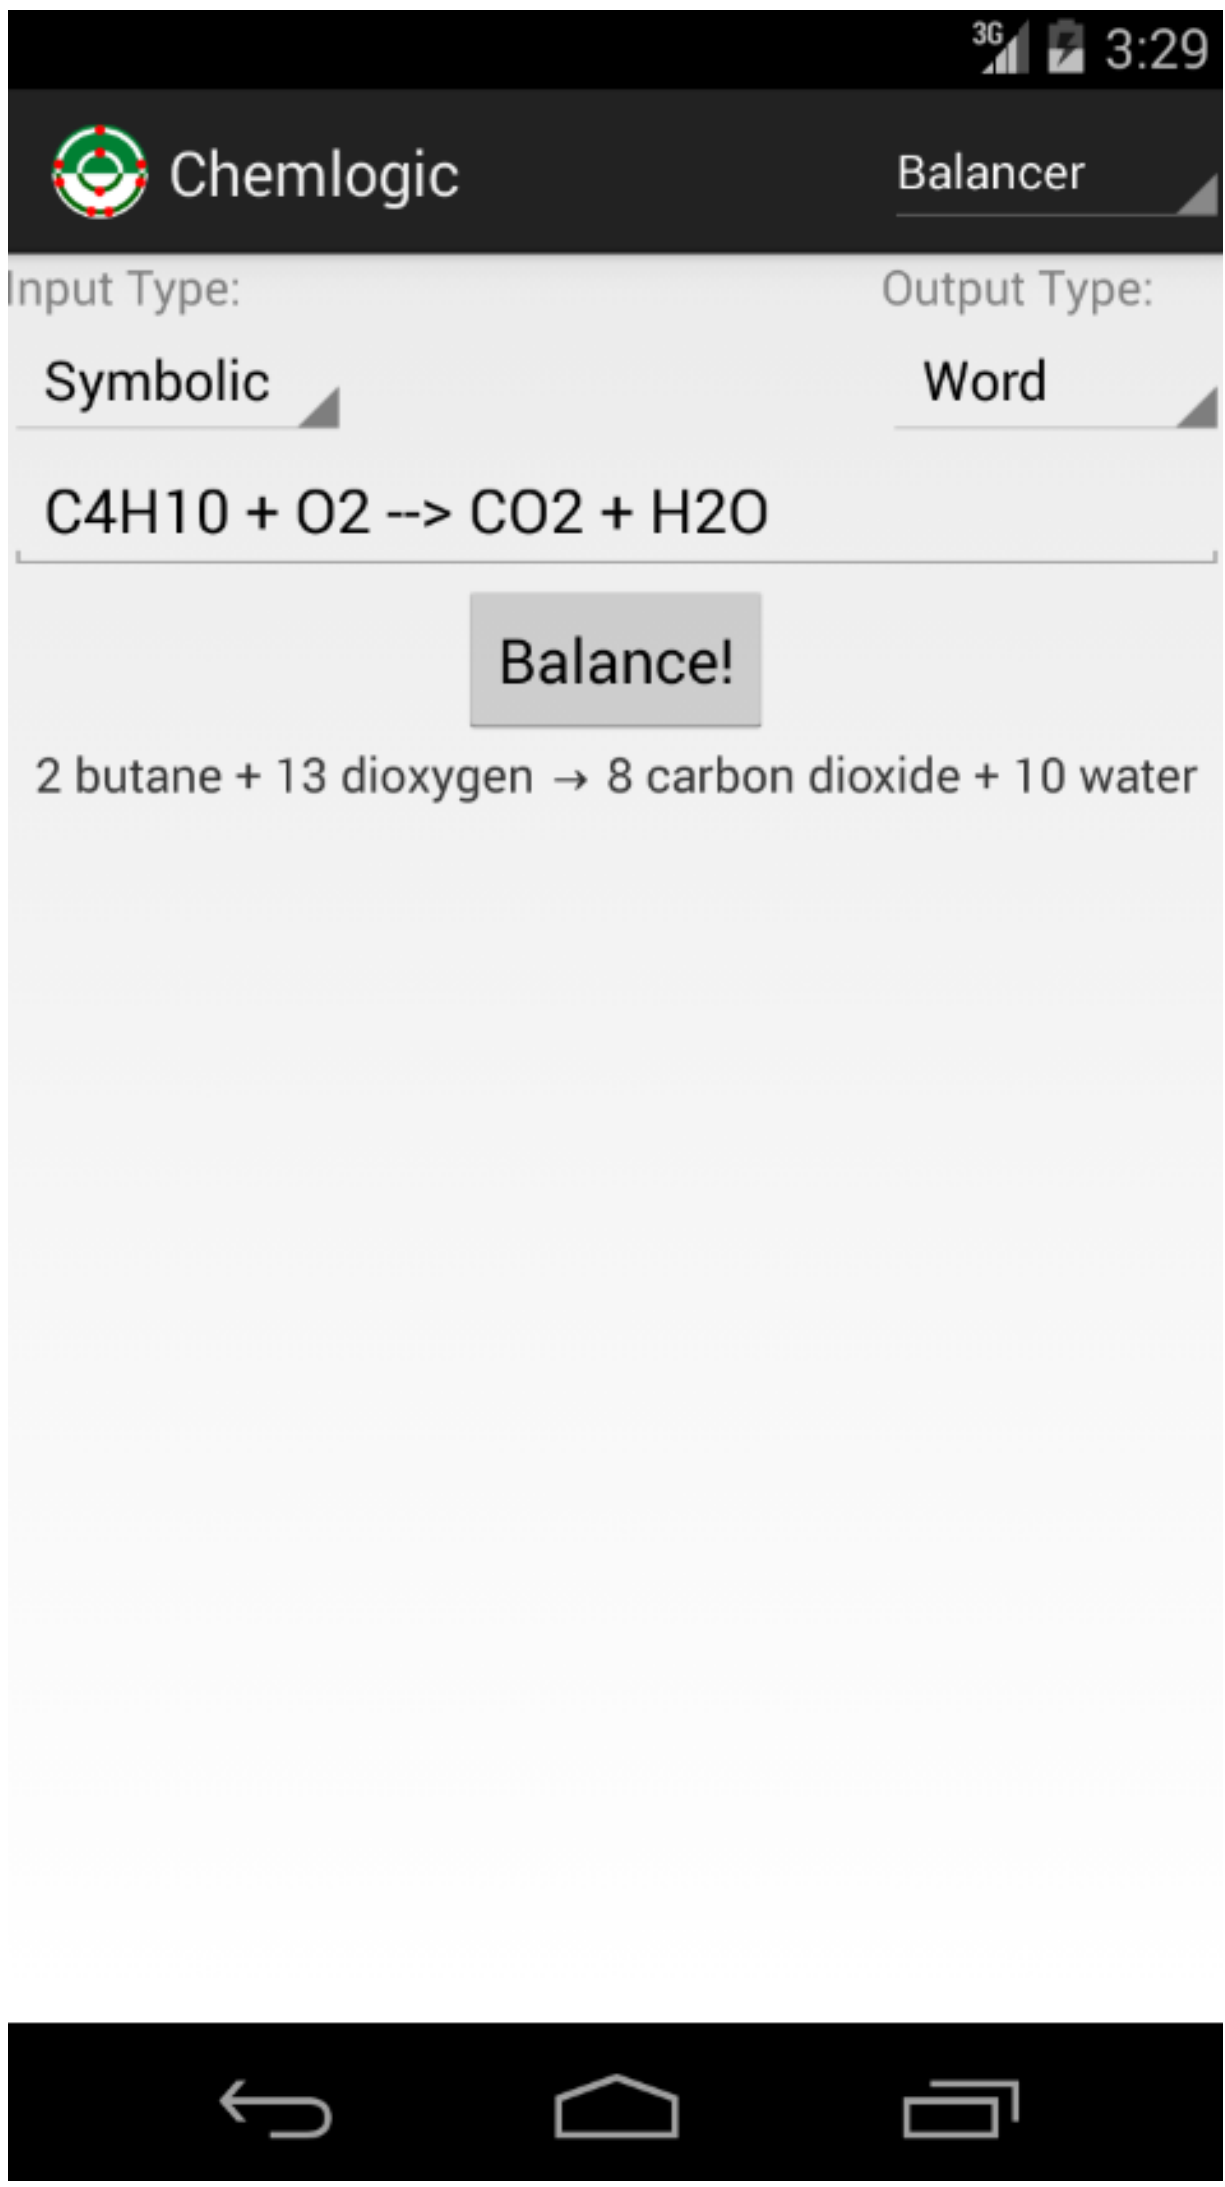 3G 3:29
Chemlogic Balancer
Input Type: Output Type:
Symbolic Word
C4H10 + O2 --> CO2 + H2O
Balance!
2 butane + 13 dioxygen → 8 carbon dioxide + 10 water